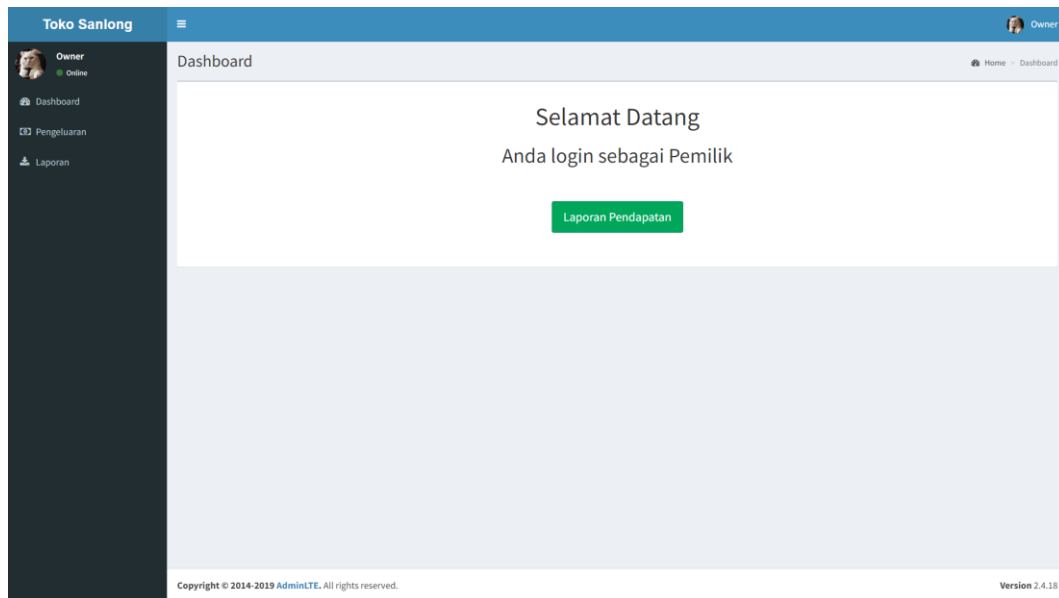 Toko Sanlong
Owner
Owner
Online
Dashboard
Pengeluaran
Laporan
Dashboard
Home > Dashboard
Selamat Datang
Anda login sebagai Pemilik
Laporan Pendapatan
Copyright © 2014-2019 AdminLTE. All rights reserved.
Version 2.4.18